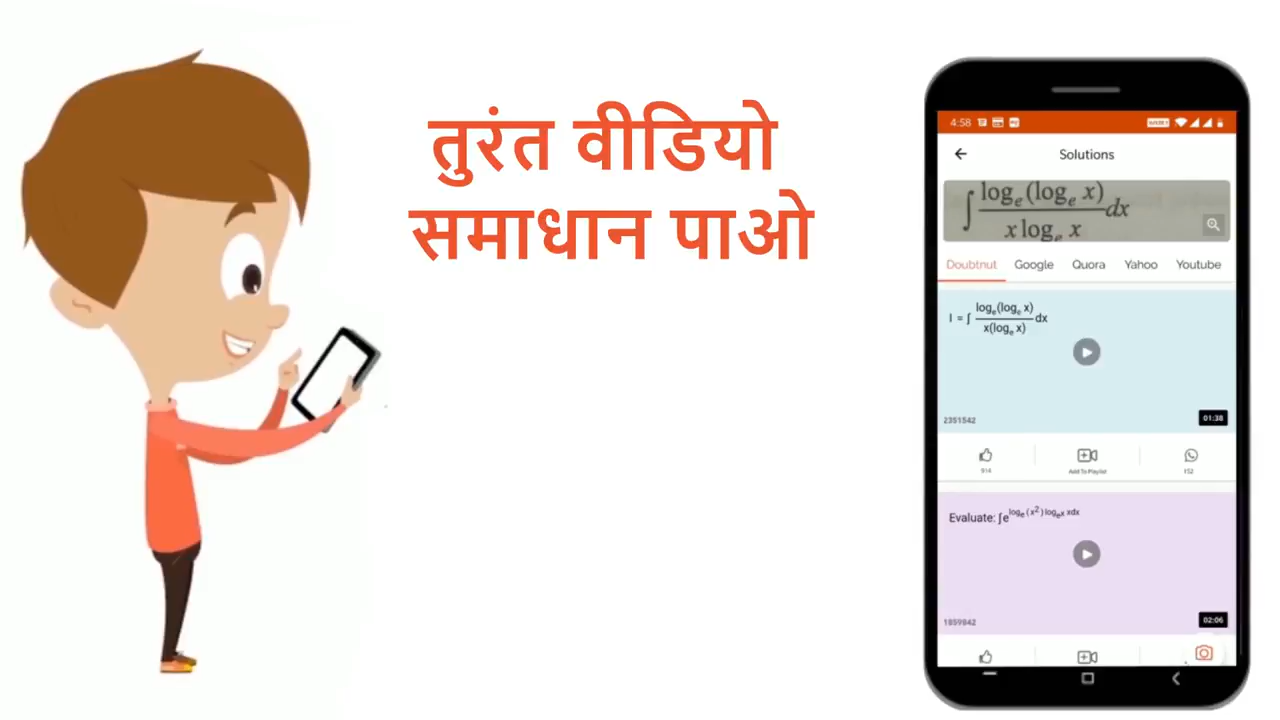 तुरंत वीडियो
समाधान पाओ
4:58
Solutions
∫ logₑ(logₑ x) / x logₑ x dx
Doubtnut Google Quora Yahoo Youtube
I = ∫ logₑ(logₑ x) / x(logₑ x) dx
2351542
01:38
914
Add To Playlist
152
Evaluate: ∫e^logₑ(x²) logₑx xdx
1859842
02:06